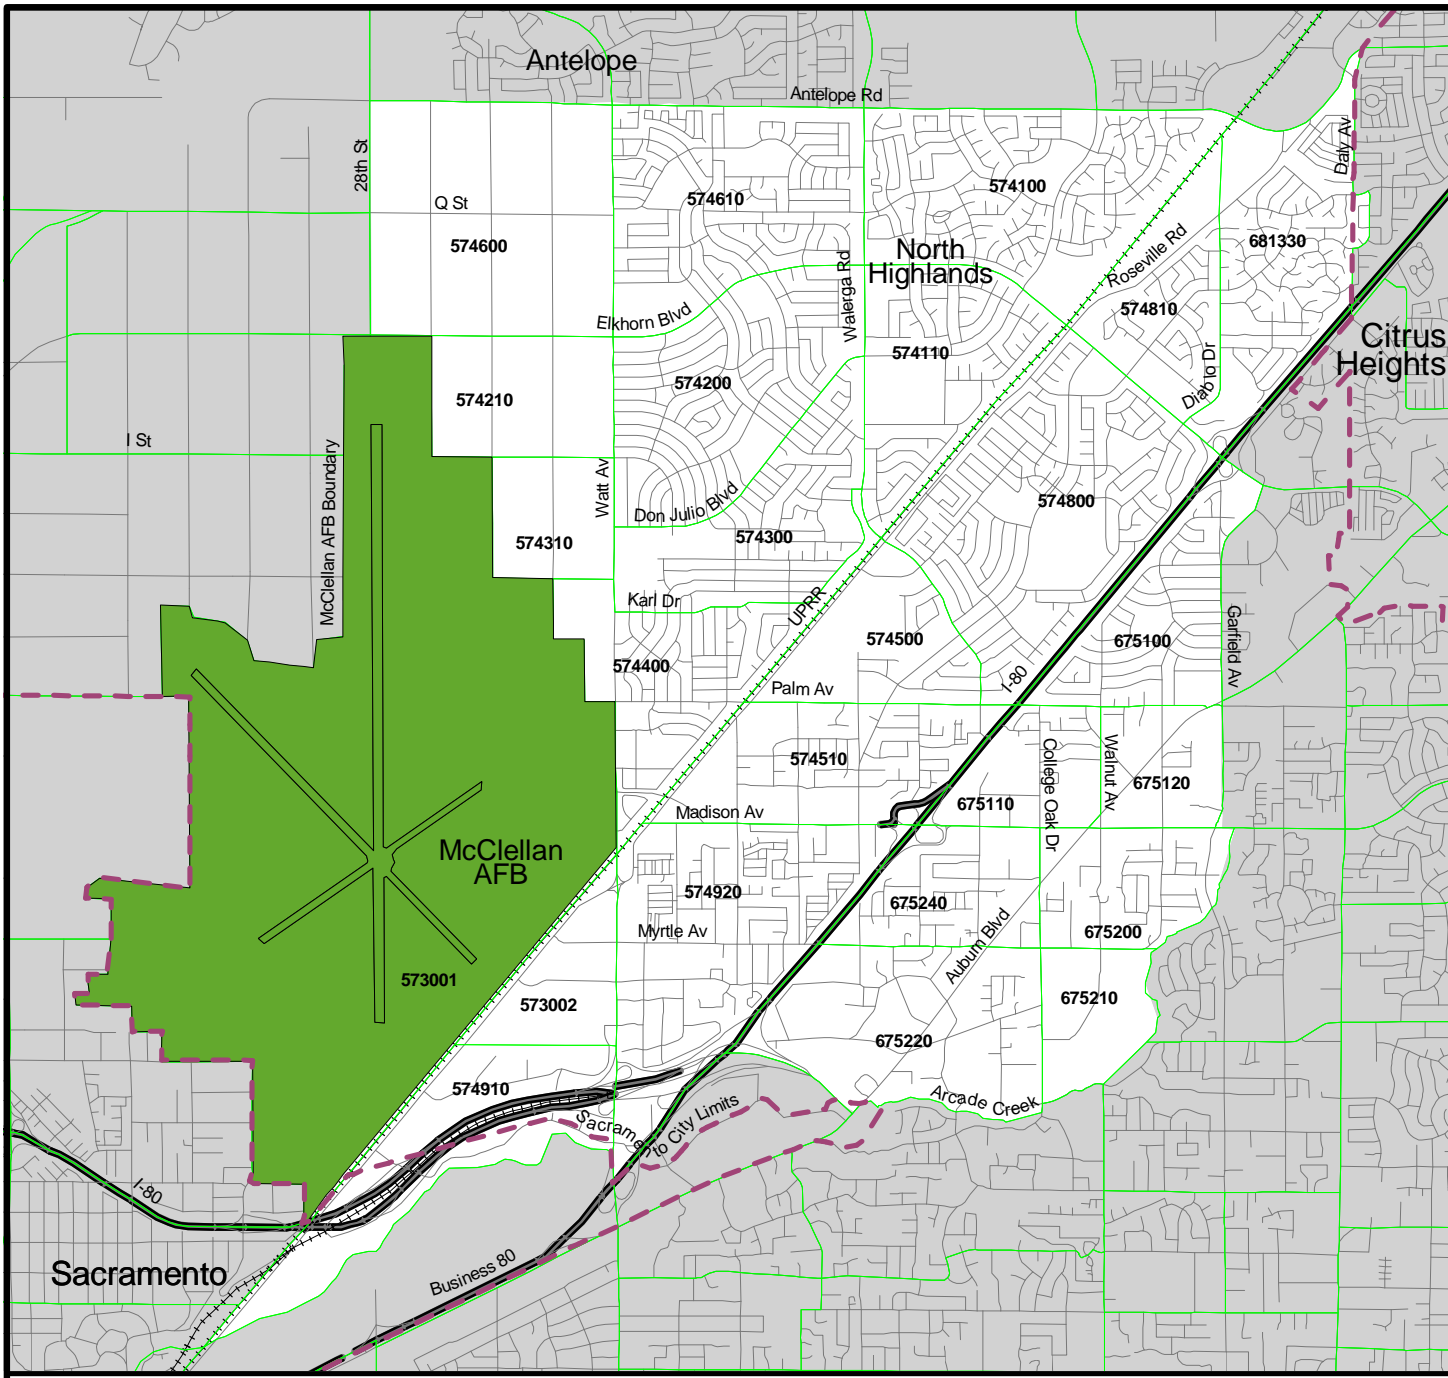 Antelope
Antelope Rd
28th St
Daly Av
574610
574100
Q St
574600
North
Highlands
Walerga Rd
Roseville Rd
681330
574810
Elkhorn Blvd
574110
Citrus
Heights
574200
574210
Diablo Dr
I St
McClellan AFB Boundary
Watt Av
Don Julio Blvd
574800
574310
574300
Karl Dr
UPRR
574500
675100
Garfield Av
574400
Palm Av
I-80
574510
College Oak Dr
Walnut Av
675120
Madison Av
675110
McClellan
AFB
574920
675240
Myrtle Av
Auburn Blvd
675200
573001
573002
675210
675220
574910
Arcade Creek
Sacramento City Limits
I-80
Sacramento
Business 80